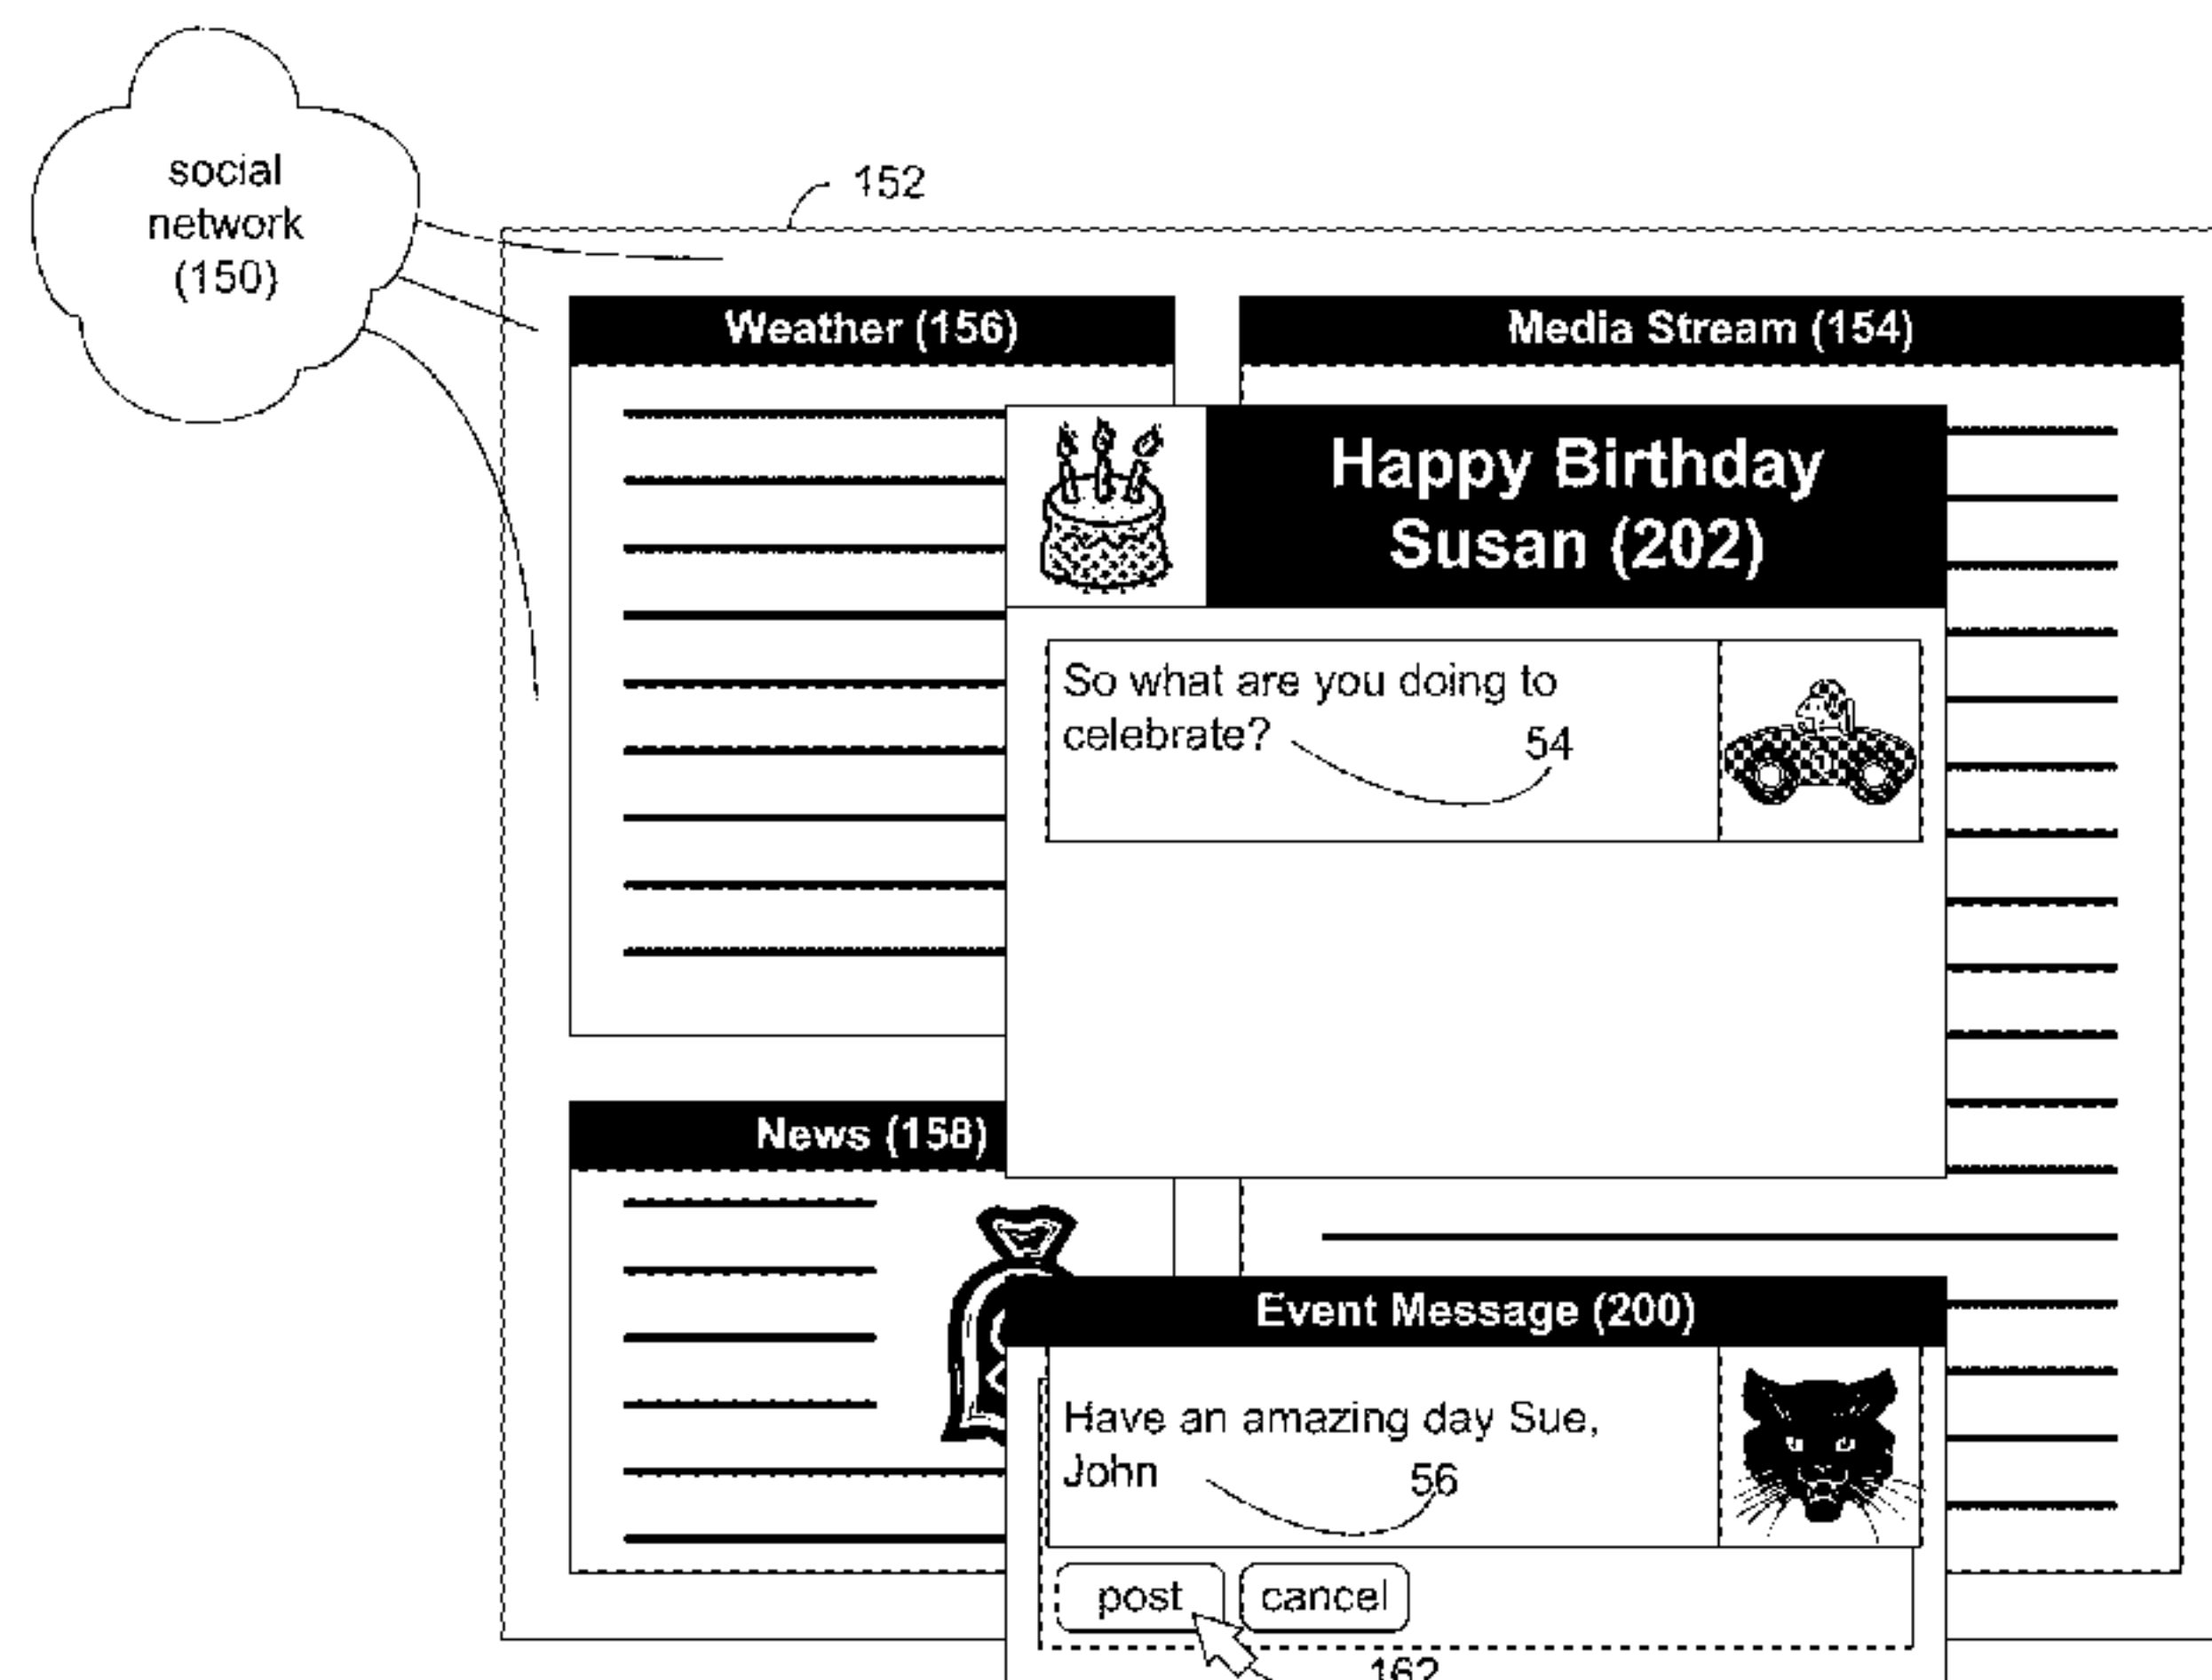 social
network
(150)
152
Weather (156)
Media Stream (154)
Happy Birthday
Susan (202)
So what are you doing to
celebrate?
54
News (158)
Event Message (200)
Have an amazing day Sue,
John
56
post
cancel
162